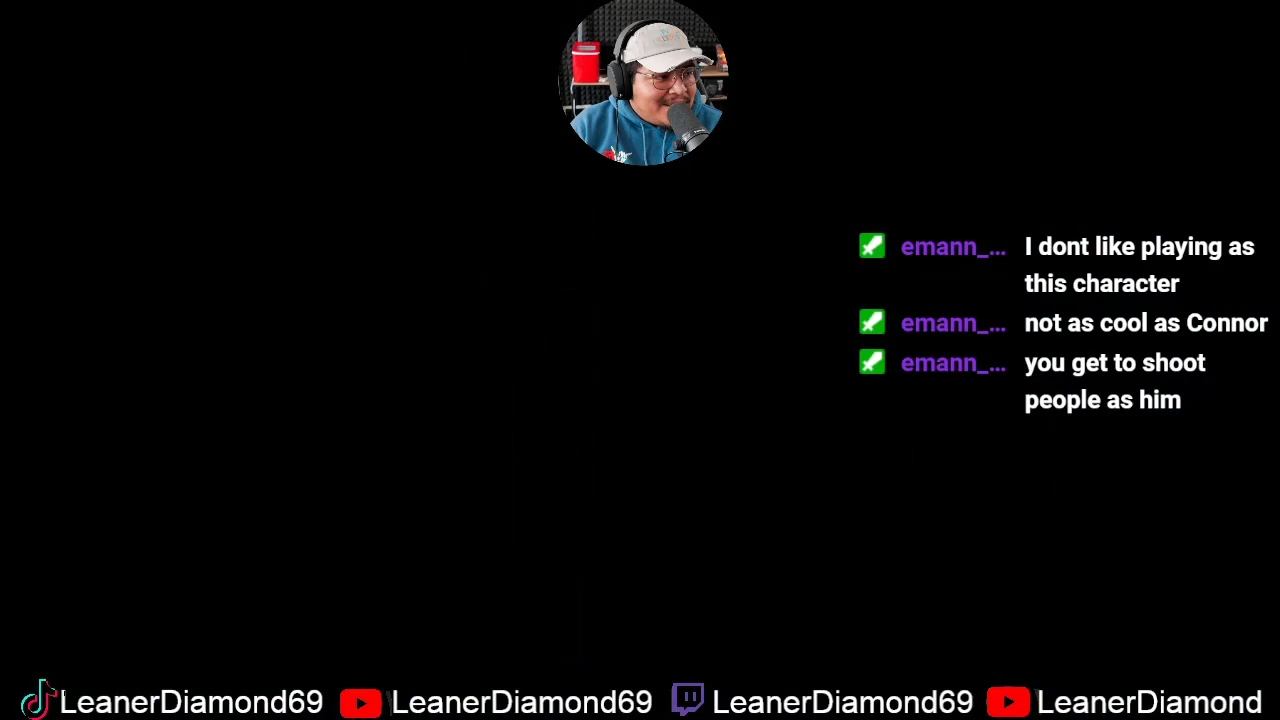 emann_... I dont like playing as
this character
emann_... not as cool as Connor
emann_... you get to shoot
people as him
LeanerDiamond69 LeanerDiamond69 LeanerDiamond69 LeanerDiamond